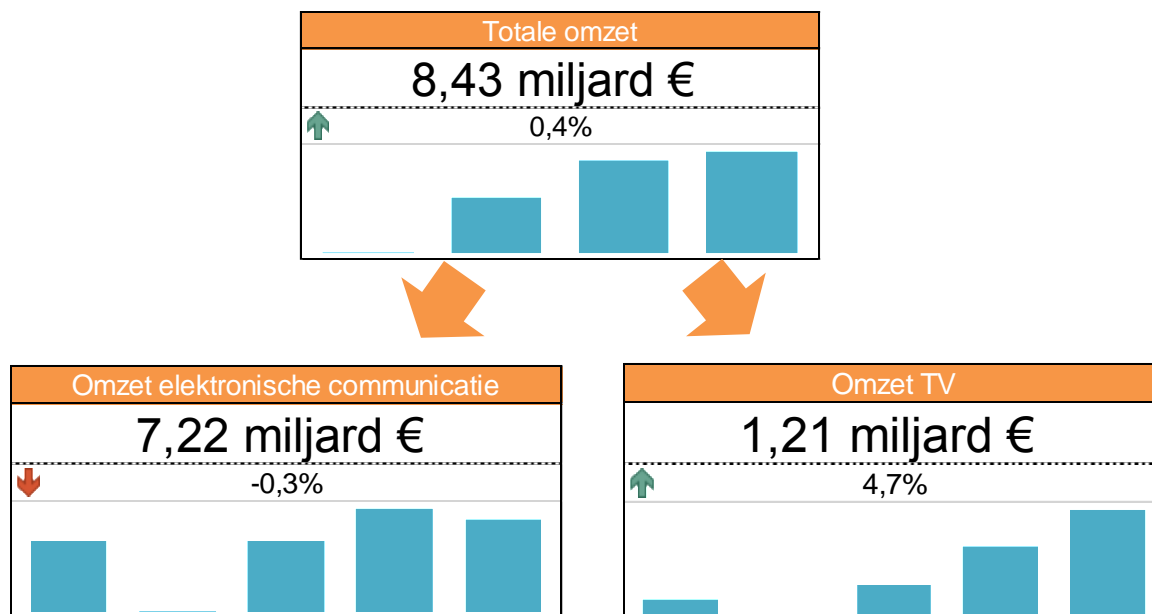 Totale omzet
8,43 miljard €
0,4%
Omzet elektronische communicatie
7,22 miljard €
-0,3%
Omzet TV
1,21 miljard €
4,7%